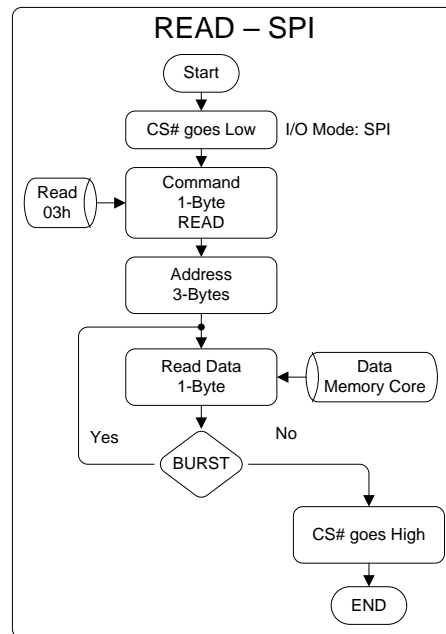 READ – SPI
Start
CS# goes Low
I/O Mode: SPI
Read
03h
Command
1-Byte
READ
Address
3-Bytes
Read Data
1-Byte
Data
Memory Core
Yes
No
BURST
CS# goes High
END